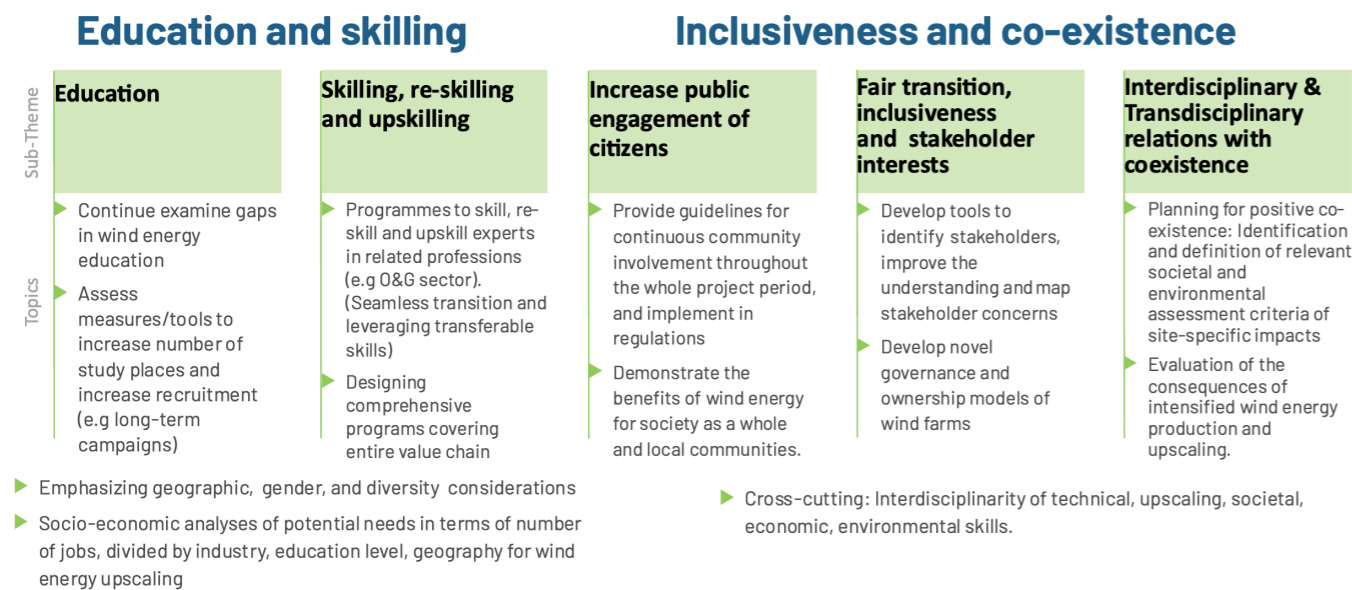 Education and skilling
Inclusiveness and co-existence
Sub-Theme
Education
Skilling, re-skilling
and upskilling
Increase public
engagement of
citizens
Fair transition,
inclusiveness
and stakeholder
interests
Interdisciplinary &
Transdisciplinary
relations with
coexistence
Topics
Continue examine gaps
in wind energy
education
Assess
measures/tools to
increase number of
study places and
increase recruitment
(e.g long-term
campaigns)
Programmes to skill, re-
skill and upskill experts
in related professions
(e.g O&G sector).
(Seamless transition and
leveraging transferable
skills)
Designing
comprehensive
programs covering
entire value chain
Provide guidelines for
continuous community
involvement throughout
the whole project period,
and implement in
regulations
Demonstrate the
benefits of wind energy
for society as a whole
and local communities.
Develop tools to
identify stakeholders,
improve the
understanding and map
stakeholder concerns
Develop novel
governance and
ownership models of
wind farms
Planning for positive co-
existence: Identification
and definition of relevant
societal and
environmental
assessment criteria of
site-specific impacts
Evaluation of the
consequences of
intensified wind energy
production and
upscaling.
Emphasizing geographic, gender, and diversity considerations
Socio-economic analyses of potential needs in terms of number
of jobs, divided by industry, education level, geography for wind
energy upscaling
Cross-cutting: Interdisciplinarity of technical, upscaling, societal,
economic, environmental skills.